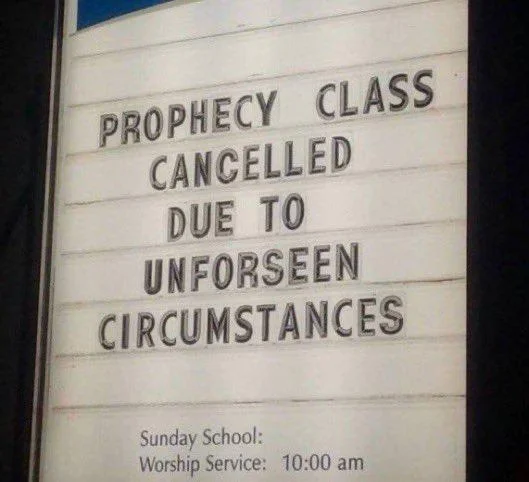 PROPHECY CLASS
CANCELLED
DUE TO
UNFORSEEN
CIRCUMSTANCES
Sunday School:
Worship Service: 10:00 am